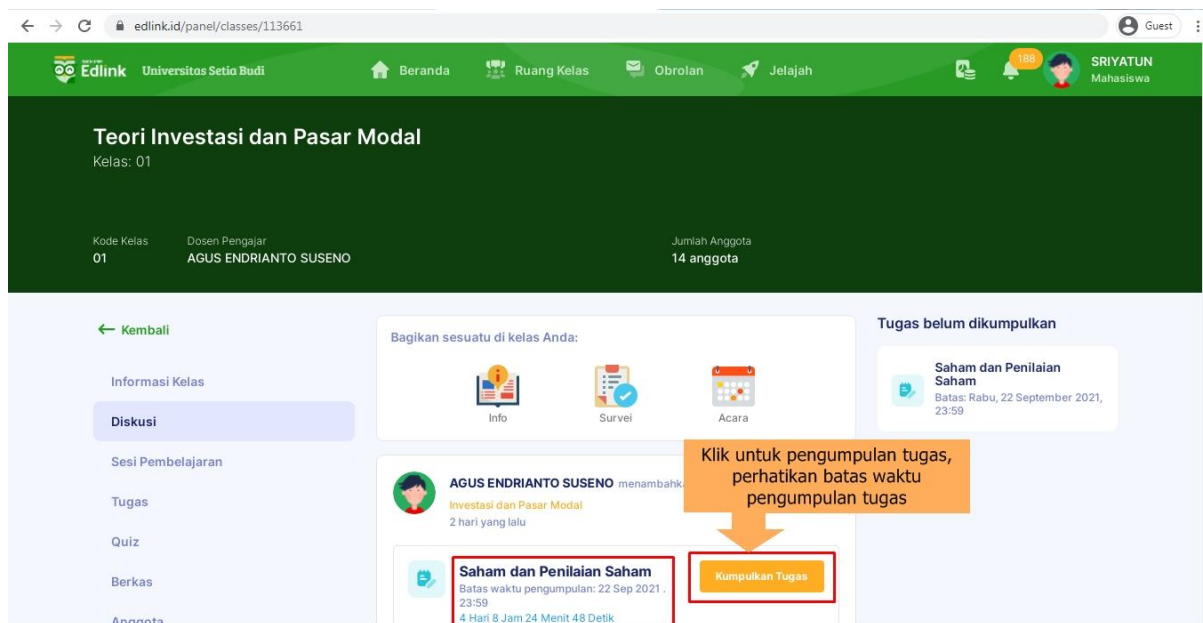 edlink.id/panel/classes/113661
Guest
Edlink
Universitas Setia Budi
Beranda
Ruang Kelas
Obrolan
Jelajah
188
SRIYATUN
Mahasiswa
Teori Investasi dan Pasar Modal
Kelas: 01
Kode Kelas
01
Dosen Pengajar
AGUS ENDRIANTO SUSENO
Jumlah Anggota
14 anggota
Kembali
Informasi Kelas
Diskusi
Sesi Pembelajaran
Tugas
Quiz
Berkas
Anggota
Bagikan sesuatu di kelas Anda:
Info
Survei
Acara
Klik untuk pengumpulan tugas,
perhatikan batas waktu
pengumpulan tugas
AGUS ENDRIANTO SUSENO
Investasi dan Pasar Modal
2 hari yang lalu
Saham dan Penilaian Saham
Batas waktu pengumpulan: 22 Sep 2021 .
23:59
4 Hari 8 Jam 24 Menit 48 Detik
Kumpulkan Tugas
Tugas belum dikumpulkan
Saham dan Penilaian
Saham
Batas: Rabu, 22 September 2021,
23:59